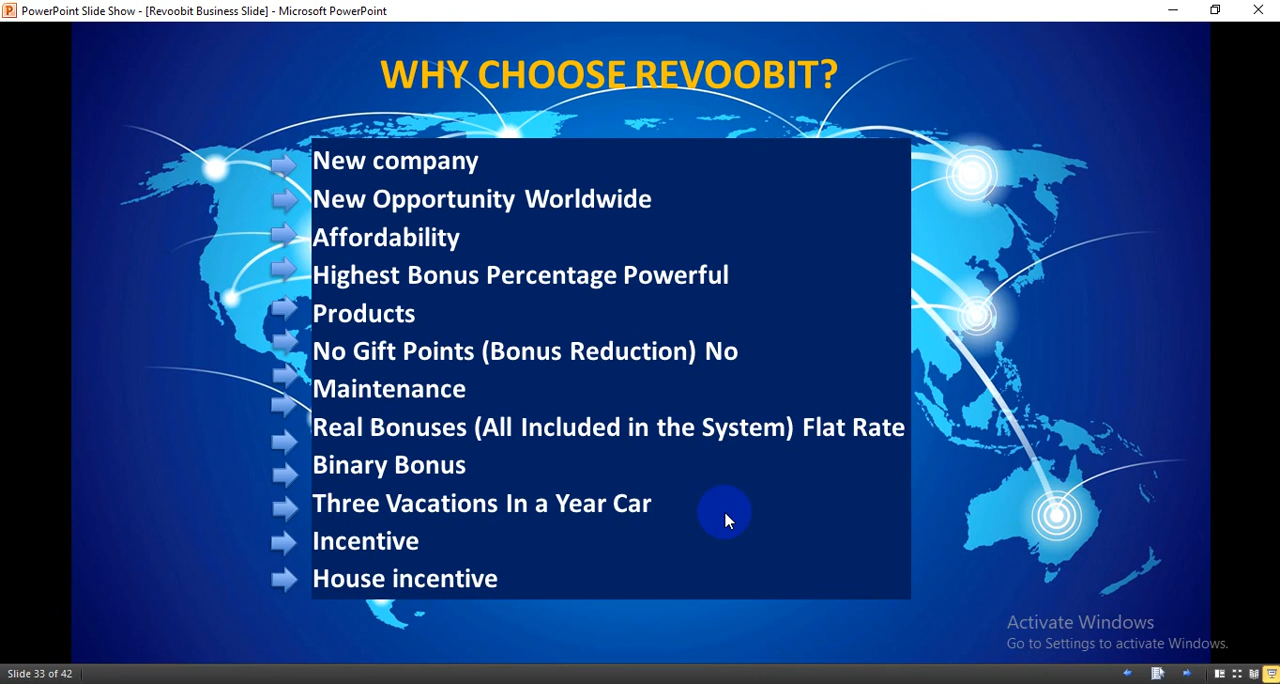 PowerPoint Slide Show - [Revoobit Business Slide] - Microsoft PowerPoint
WHY CHOOSE REVOOBIT?
New company
New Opportunity Worldwide
Affordability
Highest Bonus Percentage Powerful
Products
No Gift Points (Bonus Reduction) No
Maintenance
Real Bonuses (All Included in the System) Flat Rate
Binary Bonus
Three Vacations In a Year Car
Incentive
House incentive
Activate Windows
Go to Settings to activate Windows.
Slide 33 of 42